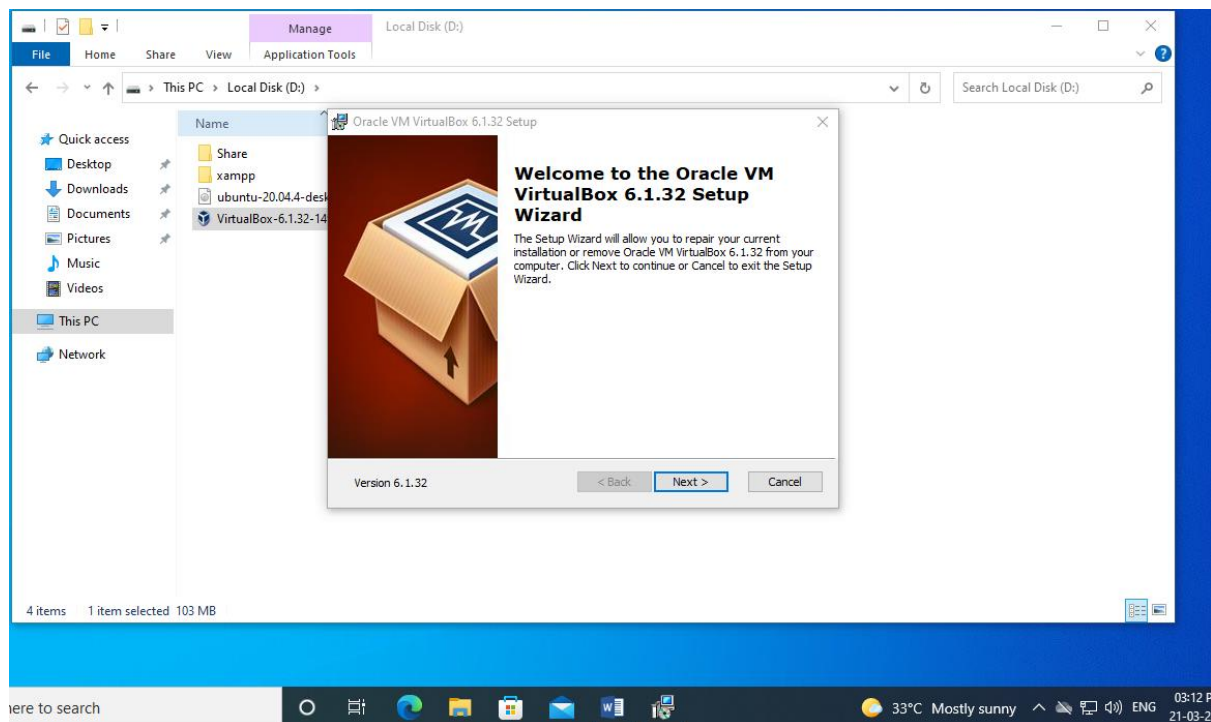 Manage
Local Disk (D:)
File
Home
Share
View
Application Tools
This PC > Local Disk (D:) >
Search Local Disk (D:)
Name
Quick access
Desktop
Downloads
Documents
Pictures
Music
Videos
This PC
Network
Share
xampp
ubuntu-20.04.4-desk
VirtualBox-6.1.32-14
Oracle VM VirtualBox 6.1.32 Setup
Welcome to the Oracle VM
VirtualBox 6.1.32 Setup
Wizard
The Setup Wizard will allow you to repair your current
installation or remove Oracle VM VirtualBox 6.1.32 from your
computer. Click Next to continue or Cancel to exit the Setup
Wizard.
Version 6.1.32
< Back
Next >
Cancel
4 items
1 item selected 103 MB
here to search
33°C Mostly sunny
ENG
03:12 P
21-03-2